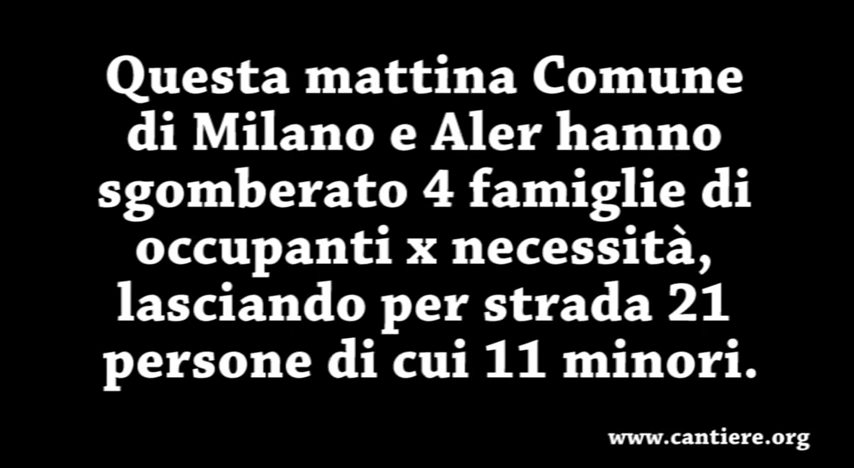 Questa mattina Comune
di Milano e Aler hanno
sgomberato 4 famiglie di
occupanti x necessità,
lasciando per strada 21
persone di cui 11 minori.
www.cantiere.org